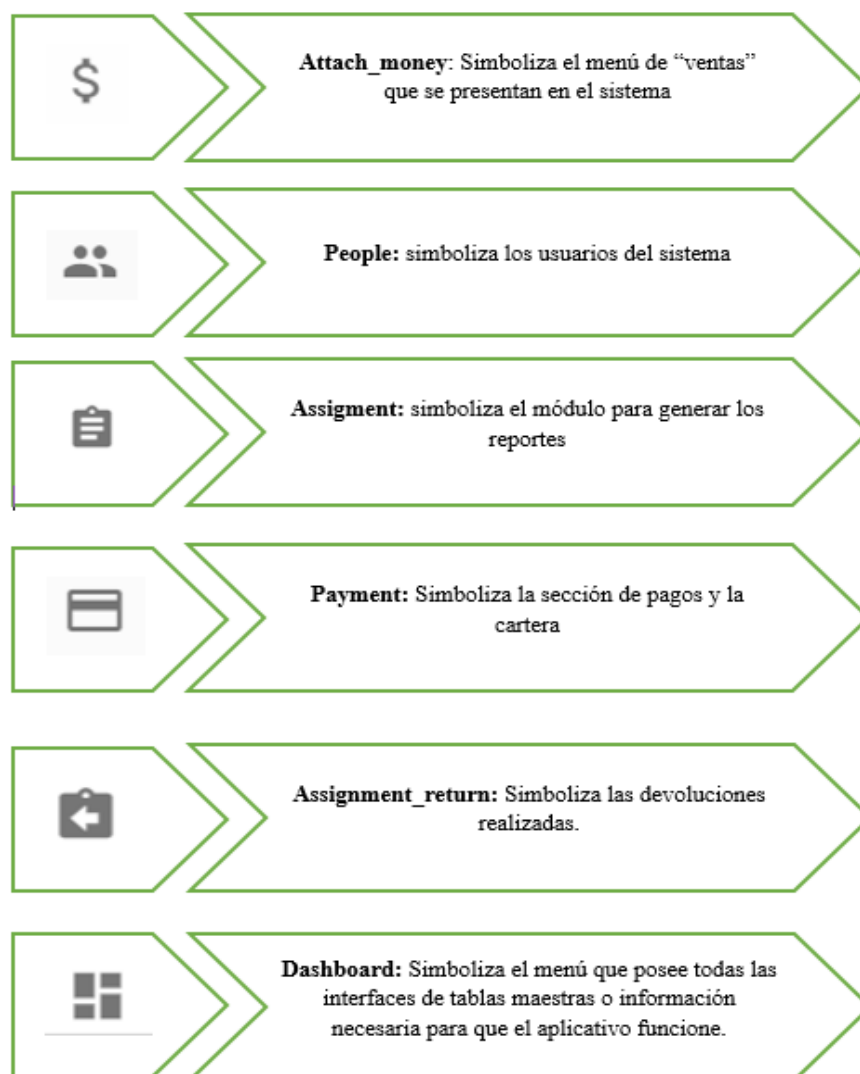 Attach_money: Simboliza el menú de “ventas”
que se presentan en el sistema
People: simboliza los usuarios del sistema
Assigment: simboliza el módulo para generar los
reportes
Payment: Simboliza la sección de pagos y la
cartera
Assignment_return: Simboliza las devoluciones
realizadas.
Dashboard: Simboliza el menú que posee todas las
interfaces de tablas maestras o información
necesaria para que el aplicativo funcione.